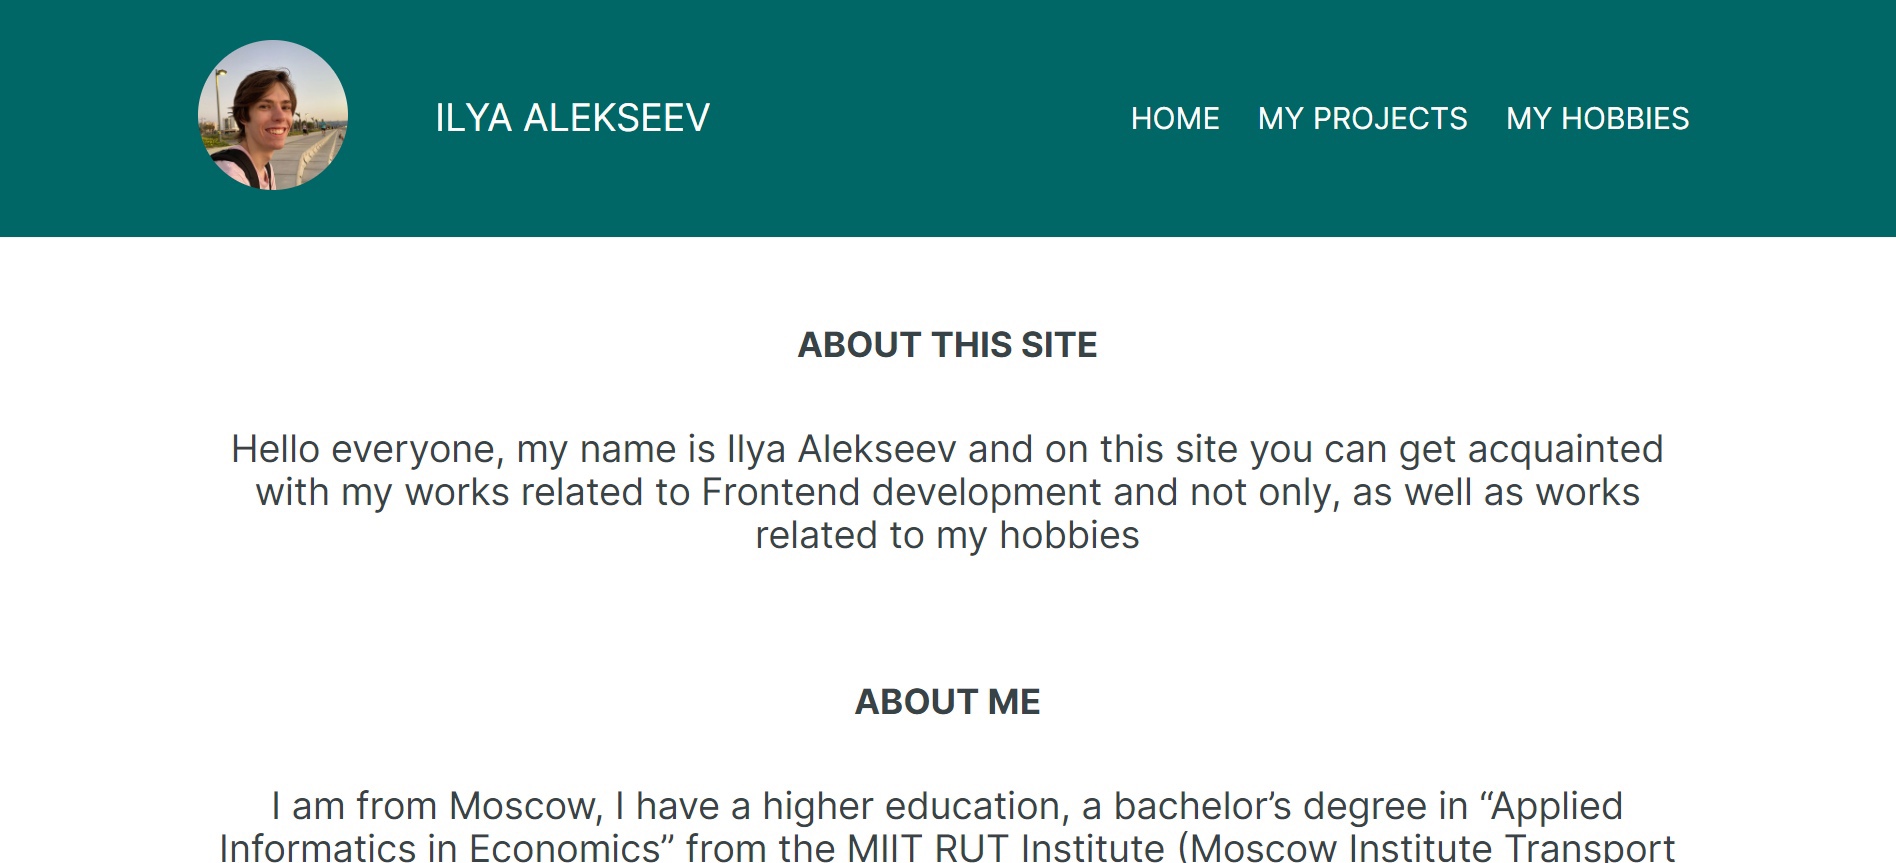 ILYA ALEKSEEV
HOME MY PROJECTS MY HOBBIES
ABOUT THIS SITE
Hello everyone, my name is Ilya Alekseev and on this site you can get acquainted
with my works related to Frontend development and not only, as well as works
related to my hobbies
ABOUT ME
I am from Moscow, I have a higher education, a bachelor’s degree in “Applied
Informatics in Economics” from the MIIT RUT Institute (Moscow Institute Transport